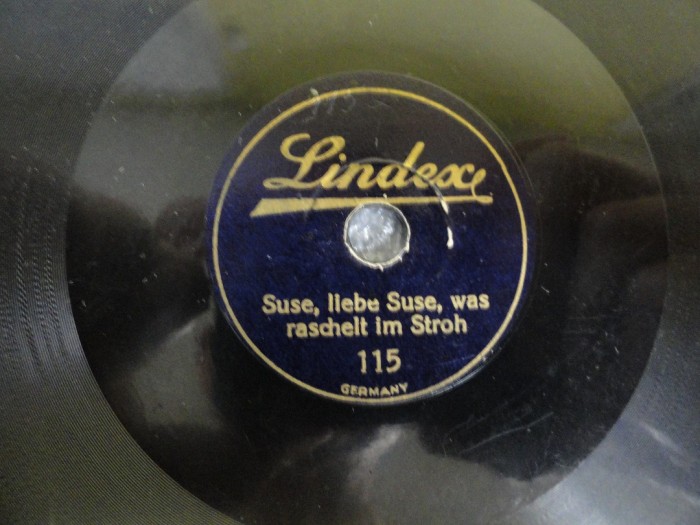 Lindex
Suse, liebe Suse, was
raschelt im Stroh
115
GERMANY